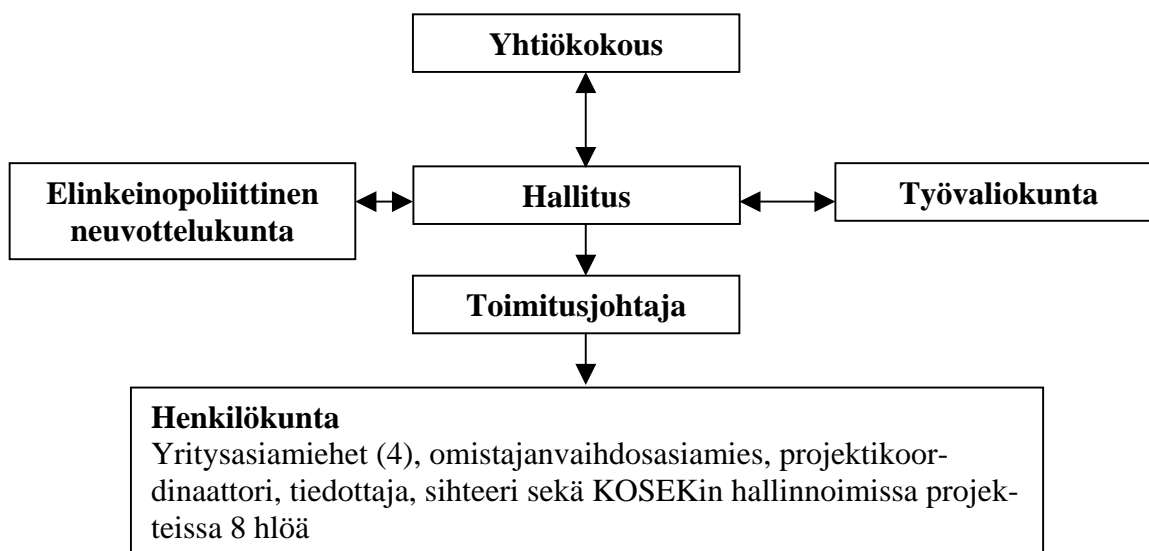 Yhtiökokous
Elinkeinopoliittinen
neuvottelukunta
Hallitus
Työvaliokunta
Toimitusjohtaja
Henkilökunta
Yritysasiamiehet (4), omistajanvaihdosasiamies, projektikoor-
dinaattori, tiedottaja, sihteeri sekä KOSEKin hallinnoimissa projek-
teissa 8 hlöä